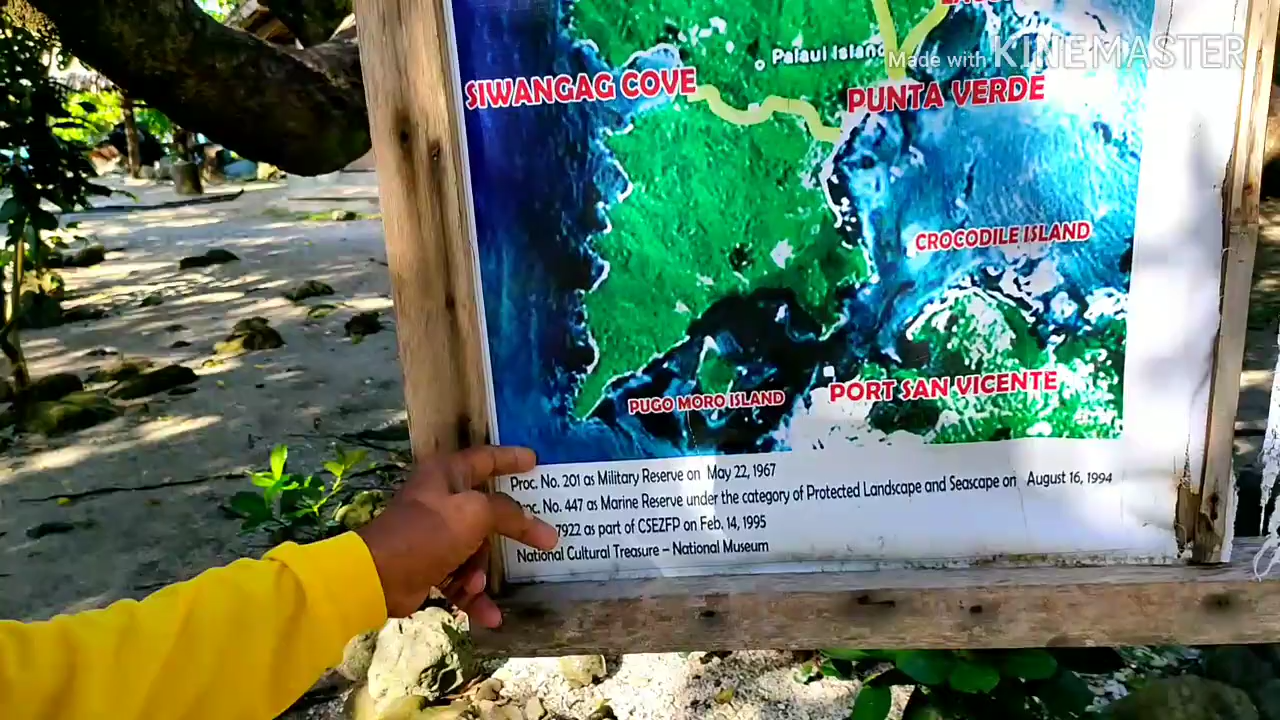 Palaui Island
Made with KINEMASTER
SIWANGAG COVE
PUNTA VERDE
CROCODILE ISLAND
PORT SAN VICENTE
PUGO MORO ISLAND
Proc. No. 201 as Military Reserve on May 22, 1967
No. 447 as Marine Reserve under the category of Protected Landscape and Seascape on August 16, 1994
7922 as part of CSEZFP on Feb. 14, 1995
National Cultural Treasure – National Museum